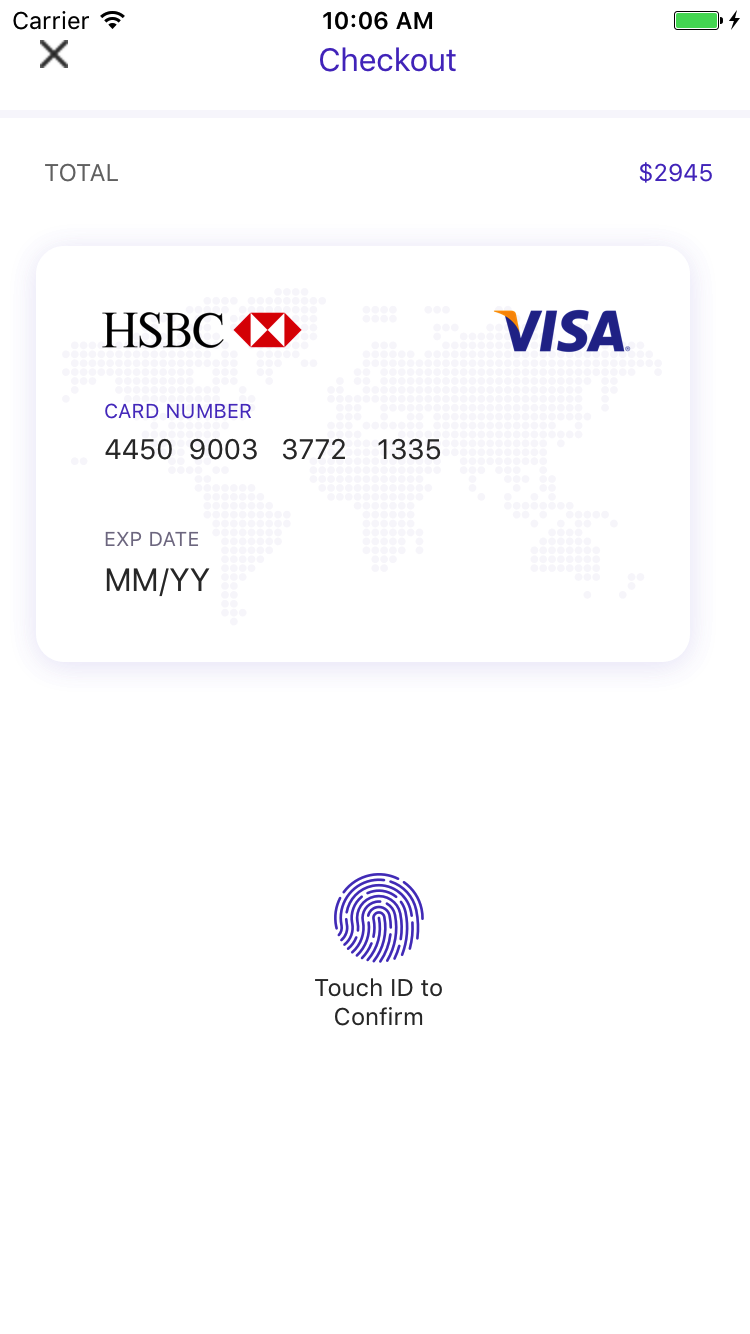 Carrier 10:06 AM
Checkout
TOTAL $2945
HSBC VISA
CARD NUMBER
4450 9003 3772 1335
EXP DATE
MM/YY
Touch ID to
Confirm